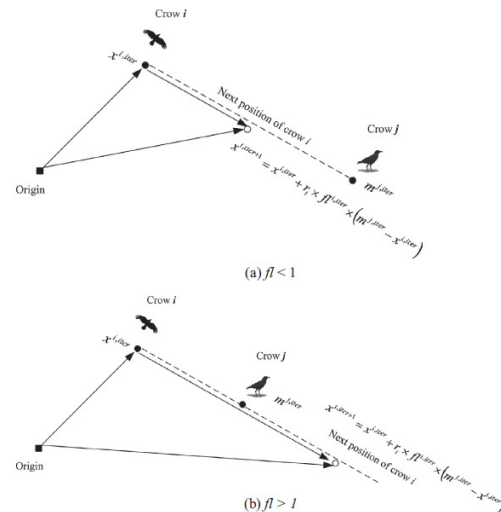 Crow i
x^{i,iter}
Next position of crow i
Crow j
m^{j,iter}
x^{i,iter+1} = x^{i,iter} + r_i × fl^{i,iter} × (m^{j,iter} − x^{i,iter})
Origin
(a) fl < 1
Crow i
x^{i,iter}
Crow j
m^{j,iter}
x^{i,iter+1} = x^{i,iter} + r_i × fl^{i,iter} × (m^{j,iter} − x^{i,iter})
Next position of crow i
Origin
(b) fl > 1